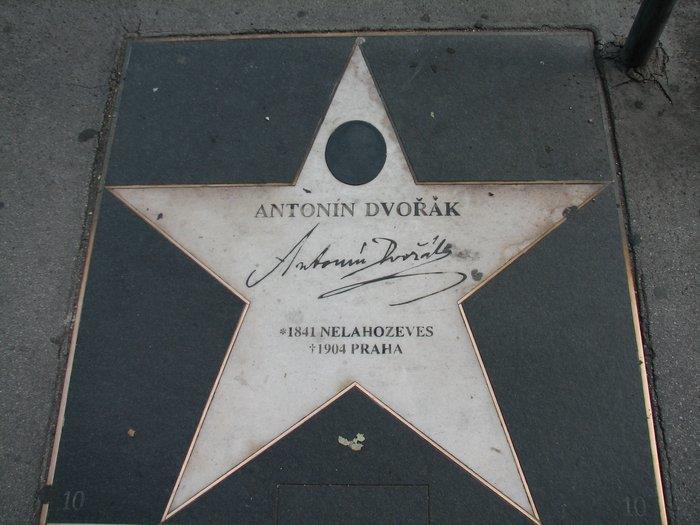 ANTONÍN DVOŘÁK
Antonín Dvořák
*1841 NELAHOZEVES
†1904 PRAHA
10 10